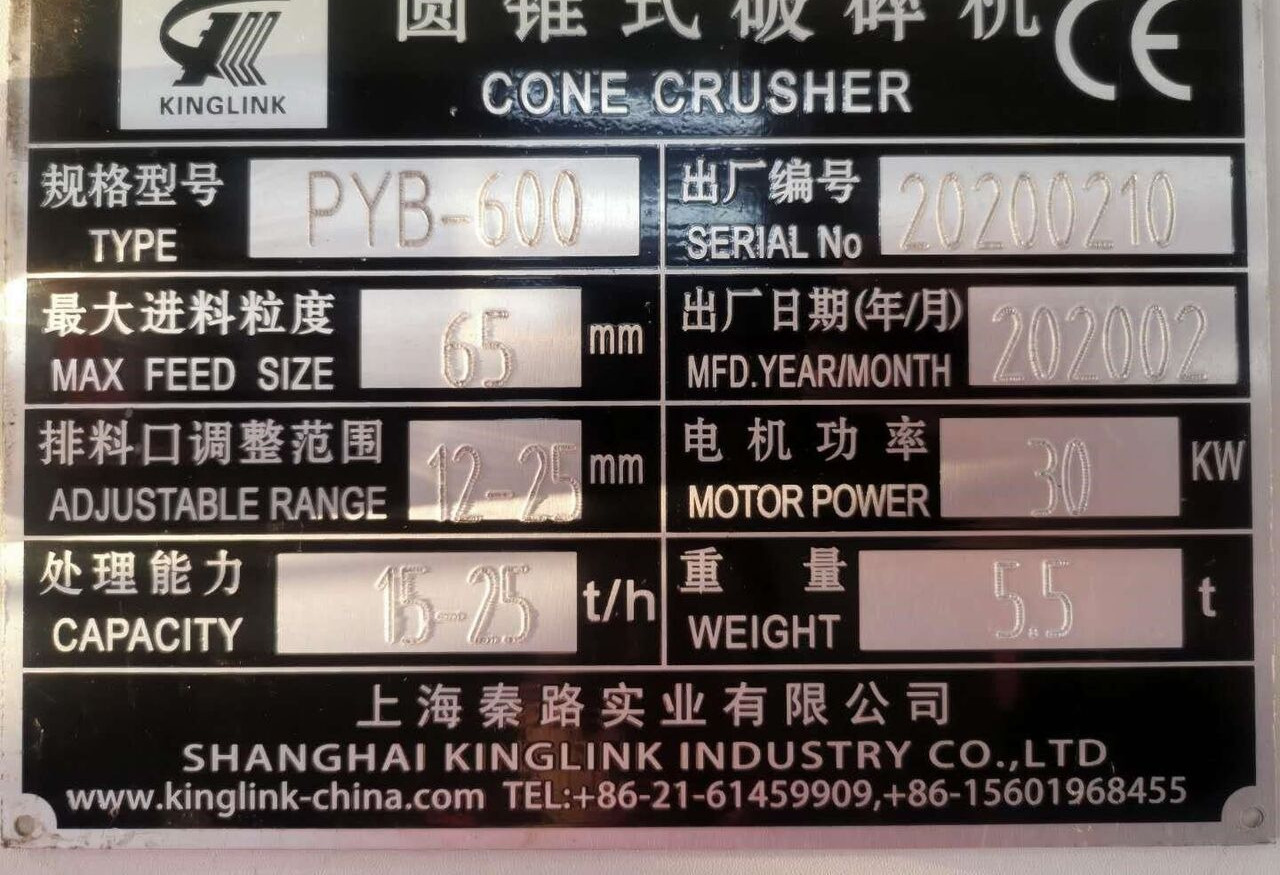 圆锥式破碎机
CE
KINGLINK
CONE CRUSHER
规格型号 PYB-600
TYPE
出厂编号 20200210
SERIAL No
最大进料粒度 65 mm
MAX FEED SIZE
出厂日期(年/月) 202002
MFD.YEAR/MONTH
排料口调整范围 12-25 mm
ADJUSTABLE RANGE
电机功率 30 KW
MOTOR POWER
处理能力 15-25 t/h
CAPACITY
重量 5.5 t
WEIGHT
上海秦路实业有限公司
SHANGHAI KINGLINK INDUSTRY CO.,LTD
www.kinglink-china.com TEL:+86-21-61459909,+86-15601968455